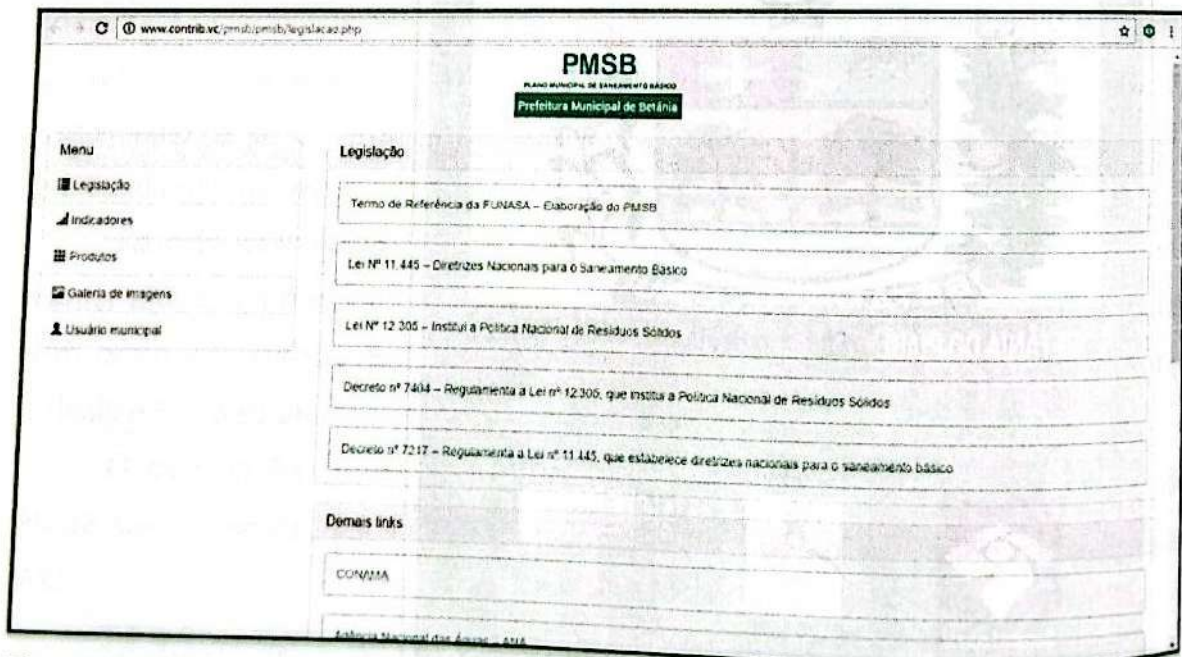 www.contrib.vc/pmsb/pmsb/legislacao.php
PMSB
PLANO MUNICIPAL DE SANEAMENTO BÁSICO
Prefeitura Municipal de Betânia
Menu
Legislação
Indicadores
Produtos
Galeria de imagens
Usuário municipal
Legislação
Termo de Referência da FUNASA – Elaboração do PMSB
Lei Nº 11.445 – Diretrizes Nacionais para o Saneamento Básico
Lei Nº 12.305 – Institui a Política Nacional de Resíduos Sólidos
Decreto nº 7404 – Regulamenta a Lei nº 12.305, que institui a Política Nacional de Resíduos Sólidos
Decreto nº 7217 – Regulamenta a Lei nº 11.445, que estabelece diretrizes nacionais para o saneamento básico
Demais links
CONAMA
Agência Nacional das Águas – ANA